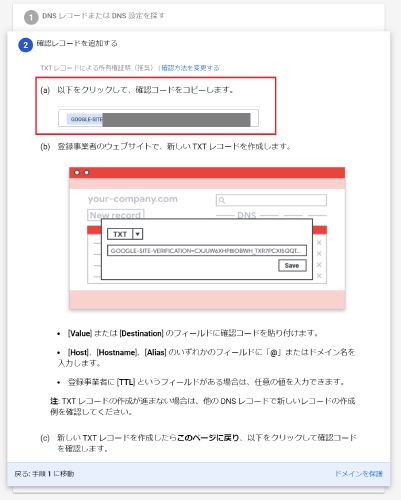 1 DNS レコードまたは DNS 設定を探す
2 確認レコードを追加する
TXT レコードによる所有権証明（推奨） | 確認方法を変更する
(a) 以下をクリックして、確認コードをコピーします。
GOOGLE-SITE
(b) 登録事業者のウェブサイトで、新しい TXT レコードを作成します。
your-company.com
New record
DNS
TXT
GOOGLE-SITE-VERIFICATION=
Save
• [Value] または [Destination] のフィールドに確認コードを貼り付けます。
• [Host]、[Hostname]、[Alias] のいずれかのフィールドに「@」またはドメイン名を
入力します。
• 登録事業者に [TTL] というフィールドがある場合は、任意の値を入力できます。
注: TXT レコードの作成が進まない場合は、他の DNS レコードで新しいレコードの作成
例を確認してください。
(c) 新しい TXT レコードを作成したらこのページに戻り、以下をクリックして確認コード
を確認します。
戻る: 手順 1 に移動
ドメインを保護